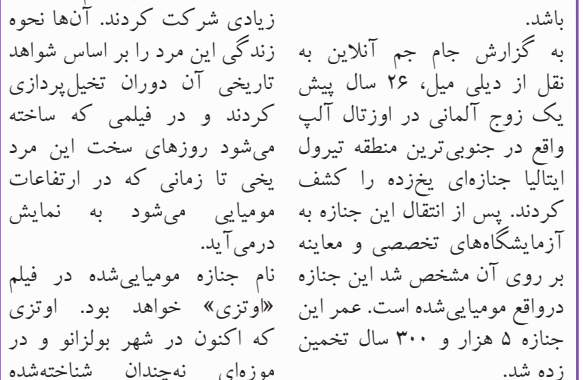 باشد.
به گزارش جام جم آنلاین به
نقل از دیلی میل، ۲۶ سال پیش
یک زوج آلمانی در اوزتال آلپ
واقع در جنوبی‌ترین منطقه تیرول
ایتالیا جنازه‌ای یخ‌زده را کشف
کردند. پس از انتقال این جنازه به
آزمایشگاه‌های تخصصی و معاینه
بر روی آن مشخص شد این جنازه
درواقع مومیایی‌شده است. عمر این
جنازه ۵ هزار و ۳۰۰ سال تخمین
زده شد.
زیادی شرکت کردند. آن‌ها نحوه
زندگی این مرد را بر اساس شواهد
تاریخی آن دوران تخیل‌پردازی
کردند و در فیلمی که ساخته
می‌شود روزهای سخت این مرد
یخی تا زمانی که در ارتفاعات
مومیایی می‌شود به نمایش
درمی‌آید.
نام جنازه مومیایی‌شده در فیلم
«اوتزی» خواهد بود. اوتزی
که اکنون در شهر بولزانو و در
موزه‌ای نه‌چندان شناخته‌شده